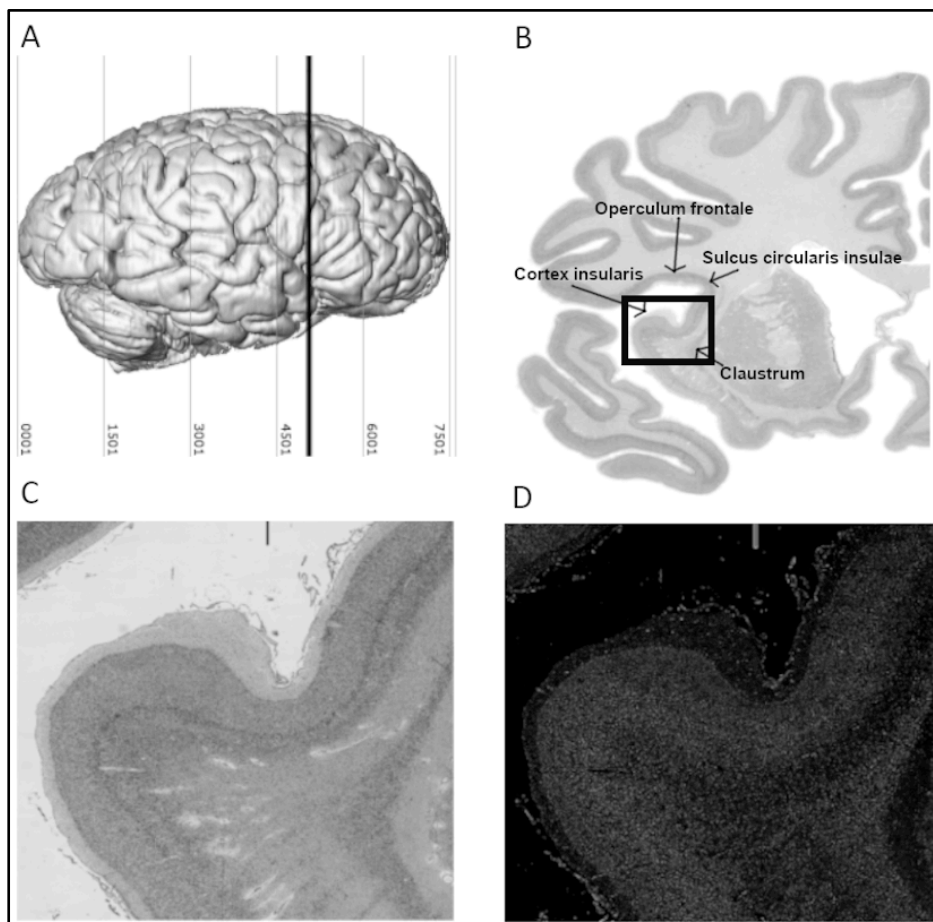 A
B
Operculum frontale
Sulcus circularis insulae
Cortex insularis
Claustrum
0001
1501
3001
4501
6001
7501
C
D